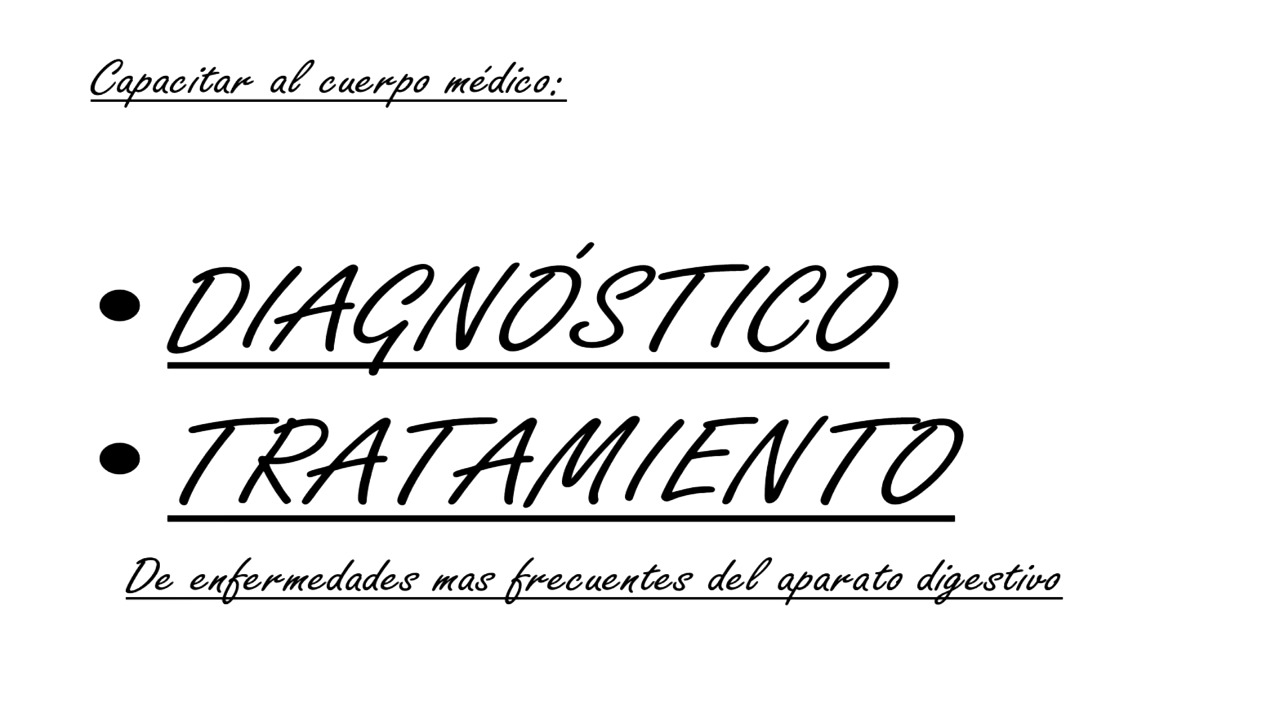 Capacitar al cuerpo médico:
• DIAGNÓSTICO
• TRATAMIENTO
De enfermedades mas frecuentes del aparato digestivo